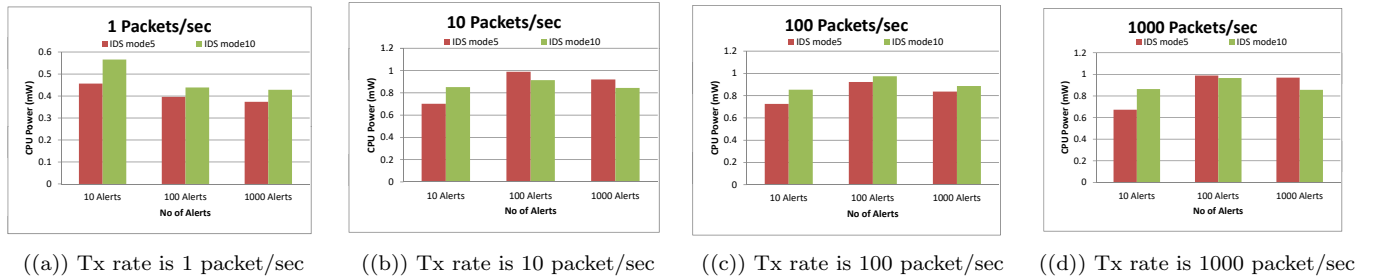 1 Packets/sec
IDS mode5 IDS mode10
0.6
0.5
0.4
0.3
0.2
0.1
0
CPU Power (mW)
10 Alerts 100 Alerts 1000 Alerts
No of Alerts
((a)) Tx rate is 1 packet/sec
10 Packets/sec
IDS mode5 IDS mode10
1.2
1
0.8
0.6
0.4
0.2
0
CPU Power (mW)
10 Alerts 100 Alerts 1000 Alerts
No of Alerts
((b)) Tx rate is 10 packet/sec
100 Packets/sec
IDS mode5 IDS mode10
1.2
1
0.8
0.6
0.4
0.2
0
CPU Power (mW)
10 Alerts 100 Alerts 1000 Alerts
No of Alerts
((c)) Tx rate is 100 packet/sec
1000 Packets/sec
IDS mode5 IDS mode10
1.2
1
0.8
0.6
0.4
0.2
0
CPU Power (mW)
10 Alerts 100 Alerts 1000 Alerts
No of Alerts
((d)) Tx rate is 1000 packet/sec